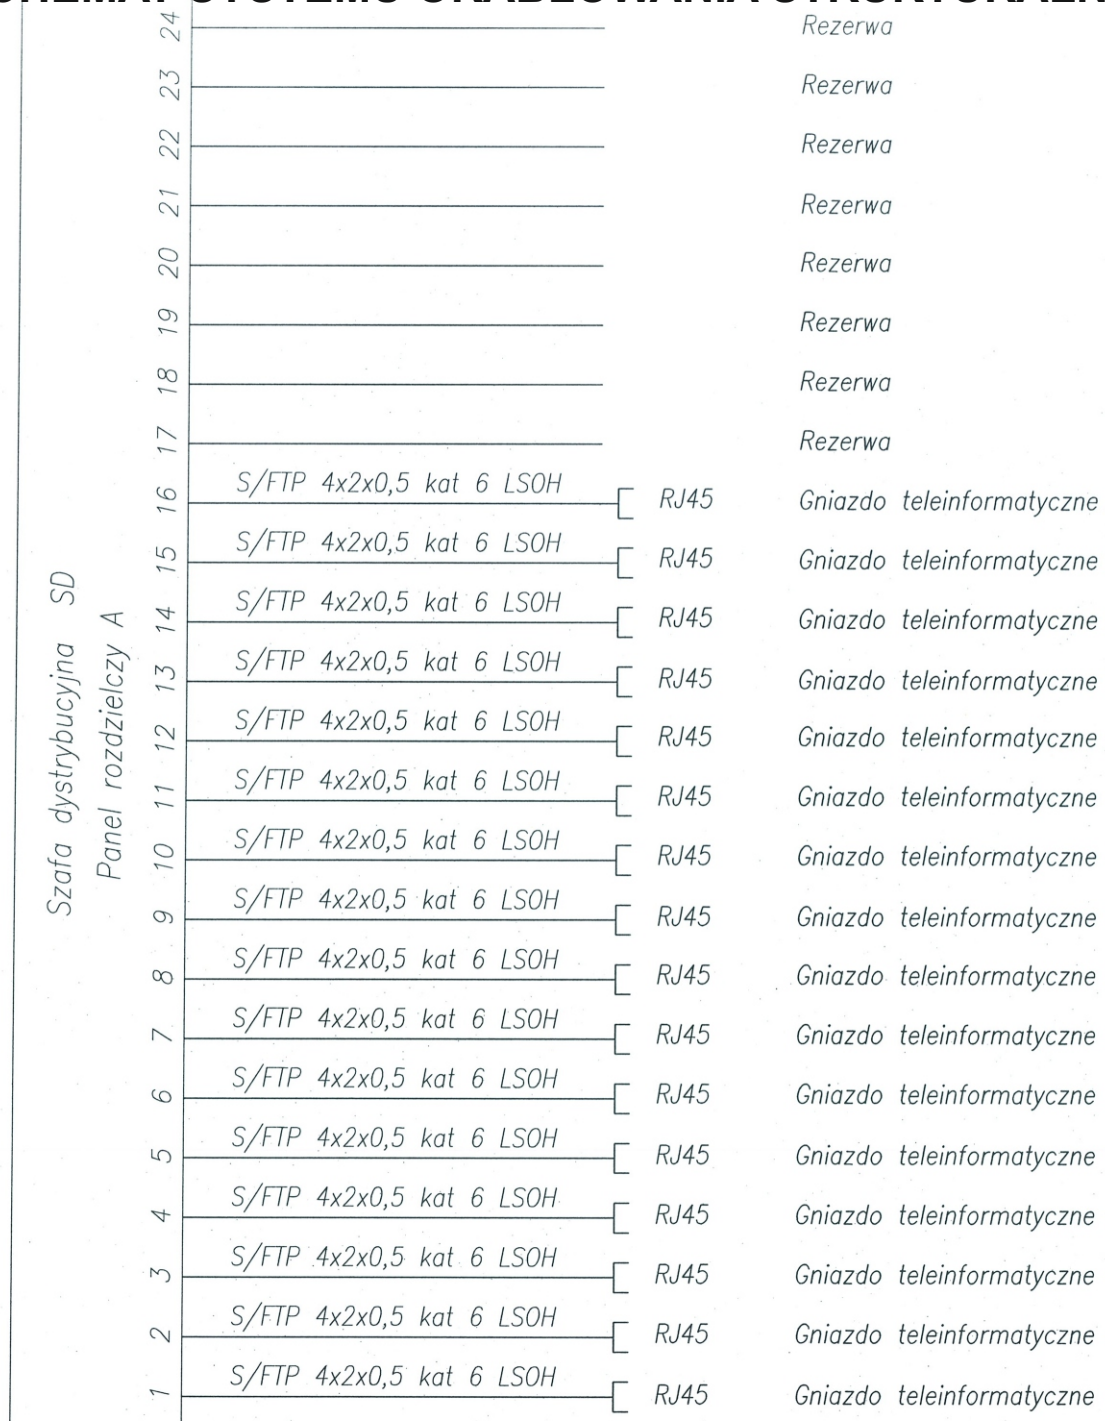 24 Rezerwa
23 Rezerwa
22 Rezerwa
21 Rezerwa
20 Rezerwa
19 Rezerwa
18 Rezerwa
17 Rezerwa
16 S/FTP 4x2x0,5 kat 6 LSOH RJ45 Gniazdo teleinformatyczne
15 S/FTP 4x2x0,5 kat 6 LSOH RJ45 Gniazdo teleinformatyczne
14 S/FTP 4x2x0,5 kat 6 LSOH RJ45 Gniazdo teleinformatyczne
13 S/FTP 4x2x0,5 kat 6 LSOH RJ45 Gniazdo teleinformatyczne
12 S/FTP 4x2x0,5 kat 6 LSOH RJ45 Gniazdo teleinformatyczne
11 S/FTP 4x2x0,5 kat 6 LSOH RJ45 Gniazdo teleinformatyczne
10 S/FTP 4x2x0,5 kat 6 LSOH RJ45 Gniazdo teleinformatyczne
9 S/FTP 4x2x0,5 kat 6 LSOH RJ45 Gniazdo teleinformatyczne
8 S/FTP 4x2x0,5 kat 6 LSOH RJ45 Gniazdo teleinformatyczne
7 S/FTP 4x2x0,5 kat 6 LSOH RJ45 Gniazdo teleinformatyczne
6 S/FTP 4x2x0,5 kat 6 LSOH RJ45 Gniazdo teleinformatyczne
5 S/FTP 4x2x0,5 kat 6 LSOH RJ45 Gniazdo teleinformatyczne
4 S/FTP 4x2x0,5 kat 6 LSOH RJ45 Gniazdo teleinformatyczne
3 S/FTP 4x2x0,5 kat 6 LSOH RJ45 Gniazdo teleinformatyczne
2 S/FTP 4x2x0,5 kat 6 LSOH RJ45 Gniazdo teleinformatyczne
1 S/FTP 4x2x0,5 kat 6 LSOH RJ45 Gniazdo teleinformatyczne
Szafa dystrybucyjna SD
Panel rozdzielczy A